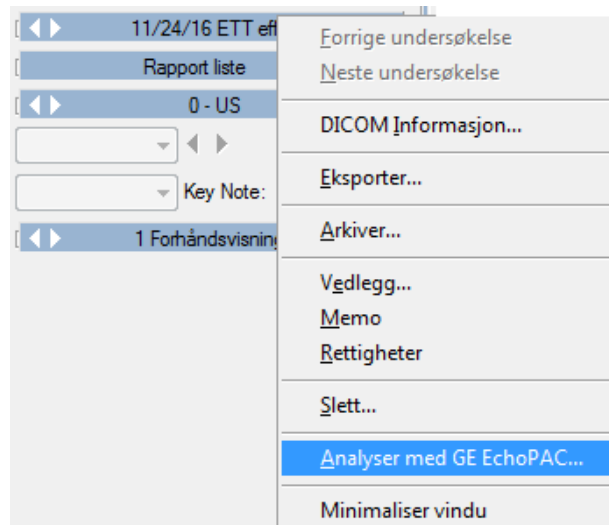 11/24/16 ETT eff
Rapport liste
0 - US
Key Note:
1 Forhåndsvisning
Forrige undersøkelse
Neste undersøkelse
DICOM Informasjon...
Eksporter...
Arkiver...
Vedlegg...
Memo
Rettigheter
Slett...
Analyser med GE EchoPAC...
Minimaliser vindu